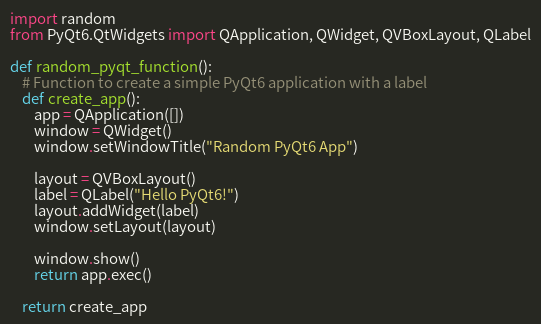 import random
from PyQt6.QtWidgets import QApplication, QWidget, QVBoxLayout, QLabel

def random_pyqt_function():
    # Function to create a simple PyQt6 application with a label
    def create_app():
        app = QApplication([])
        window = QWidget()
        window.setWindowTitle("Random PyQt6 App")

        layout = QVBoxLayout()
        label = QLabel("Hello PyQt6!")
        layout.addWidget(label)
        window.setLayout(layout)

        window.show()
        return app.exec()

    return create_app